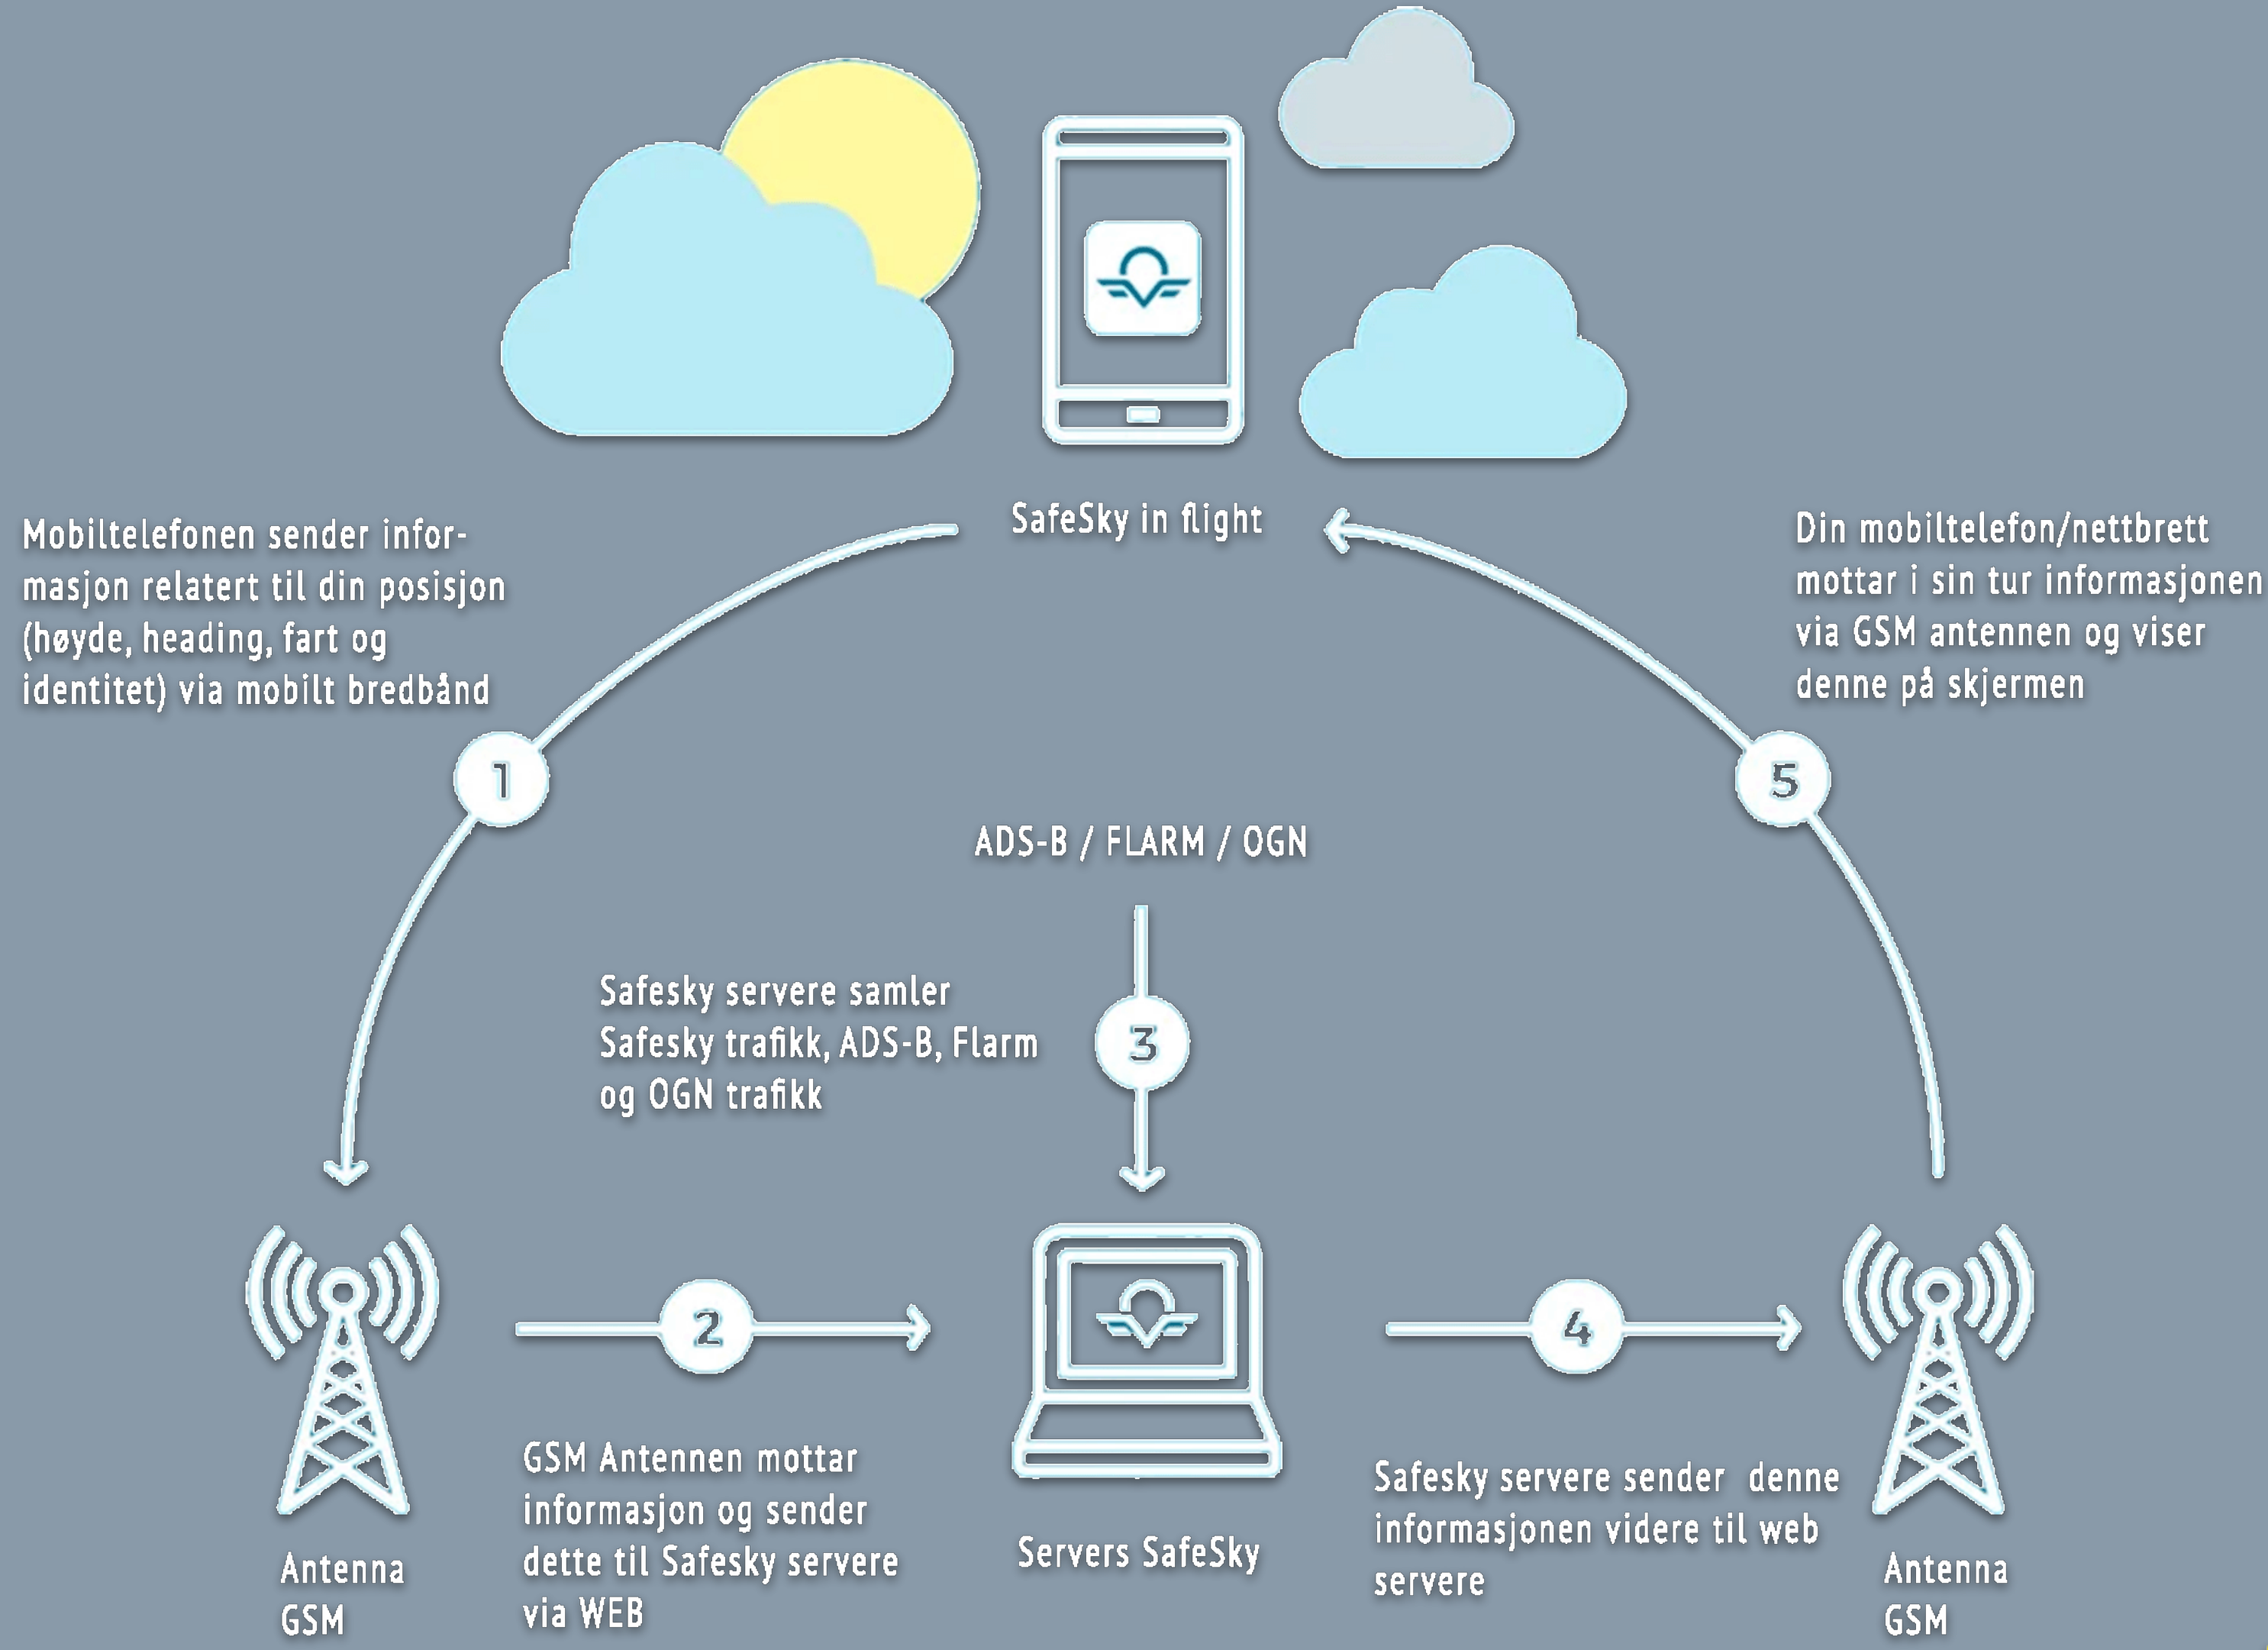 SafeSky in flight
Mobiltelefonen sender infor-
masjon relatert til din posisjon
(høyde, heading, fart og
identitet) via mobilt bredbånd
1
Din mobiltelefon/nettbrett
mottar i sin tur informasjonen
via GSM antennen og viser
denne på skjermen
5
ADS-B / FLARM / OGN
Safesky servere samler
Safesky trafikk, ADS-B, Flarm
og OGN trafikk
3
2
4
GSM Antennen mottar
informasjon og sender
dette til Safesky servere
via WEB
Servers SafeSky
Safesky servere sender  denne
informasjonen videre til web
servere
Antenna
GSM
Antenna
GSM